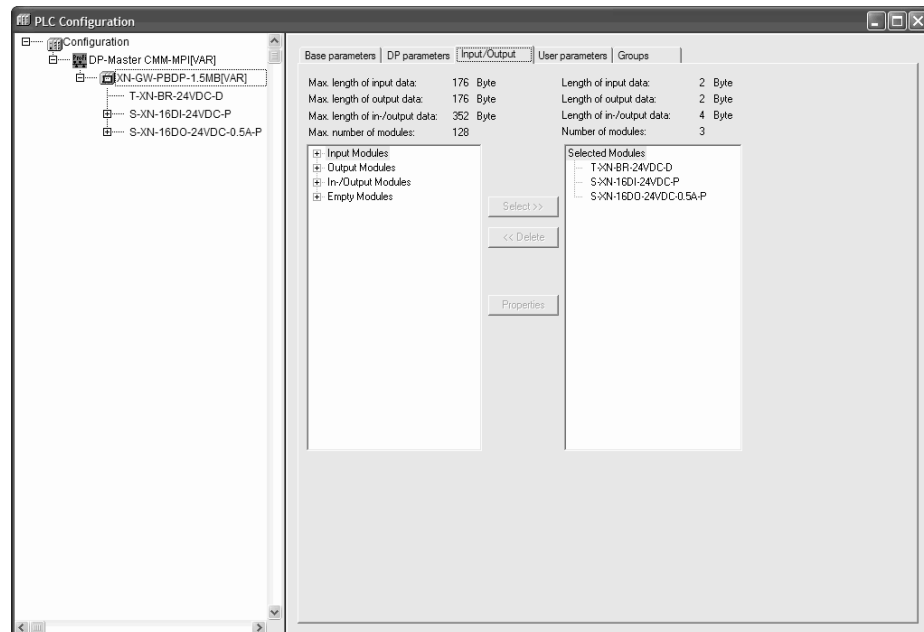 PLC Configuration
Configuration
DP-Master CMM-MPI[VAR]
XN-GW-PBDP-1.5MB[VAR]
T-XN-BR-24VDC-D
S-XN-16DI-24VDC-P
S-XN-16DO-24VDC-0.5A-P
Base parameters DP parameters Input/Output User parameters Groups
Max. length of input data: 176 Byte
Max. length of output data: 176 Byte
Max. length of in-/output data: 352 Byte
Max. number of modules: 128
Length of input data: 2 Byte
Length of output data: 2 Byte
Length of in-/output data: 4 Byte
Number of modules: 3
Input Modules
Output Modules
In-/Output Modules
Empty Modules
Select >>
<< Delete
Properties
Selected Modules
T-XN-BR-24VDC-D
S-XN-16DI-24VDC-P
S-XN-16DO-24VDC-0.5A-P